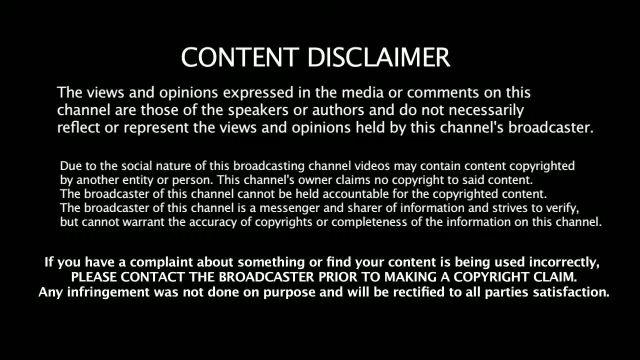 CONTENT DISCLAIMER
The views and opinions expressed in the media or comments on this
channel are those of the speakers or authors and do not necessarily
reflect or represent the views and opinions held by this channel's broadcaster.
Due to the social nature of this broadcasting channel videos may contain content copyrighted
by another entity or person. This channel's owner claims no copyright to said content.
The broadcaster of this channel cannot be held accountable for the copyrighted content.
The broadcaster of this channel is a messenger and sharer of information and strives to verify,
but cannot warrant the accuracy of copyrights or completeness of the information on this channel.
If you have a complaint about something or find your content is being used incorrectly,
PLEASE CONTACT THE BROADCASTER PRIOR TO MAKING A COPYRIGHT CLAIM.
Any infringement was not done on purpose and will be rectified to all parties satisfaction.